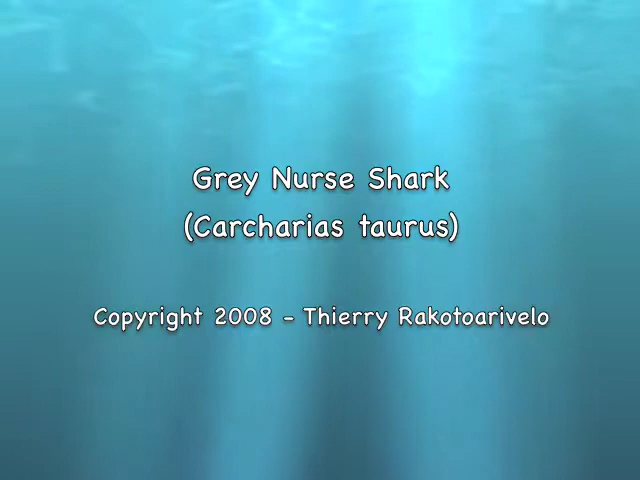 Grey Nurse Shark
(Carcharias taurus)
Copyright 2008 - Thierry Rakotoarivelo